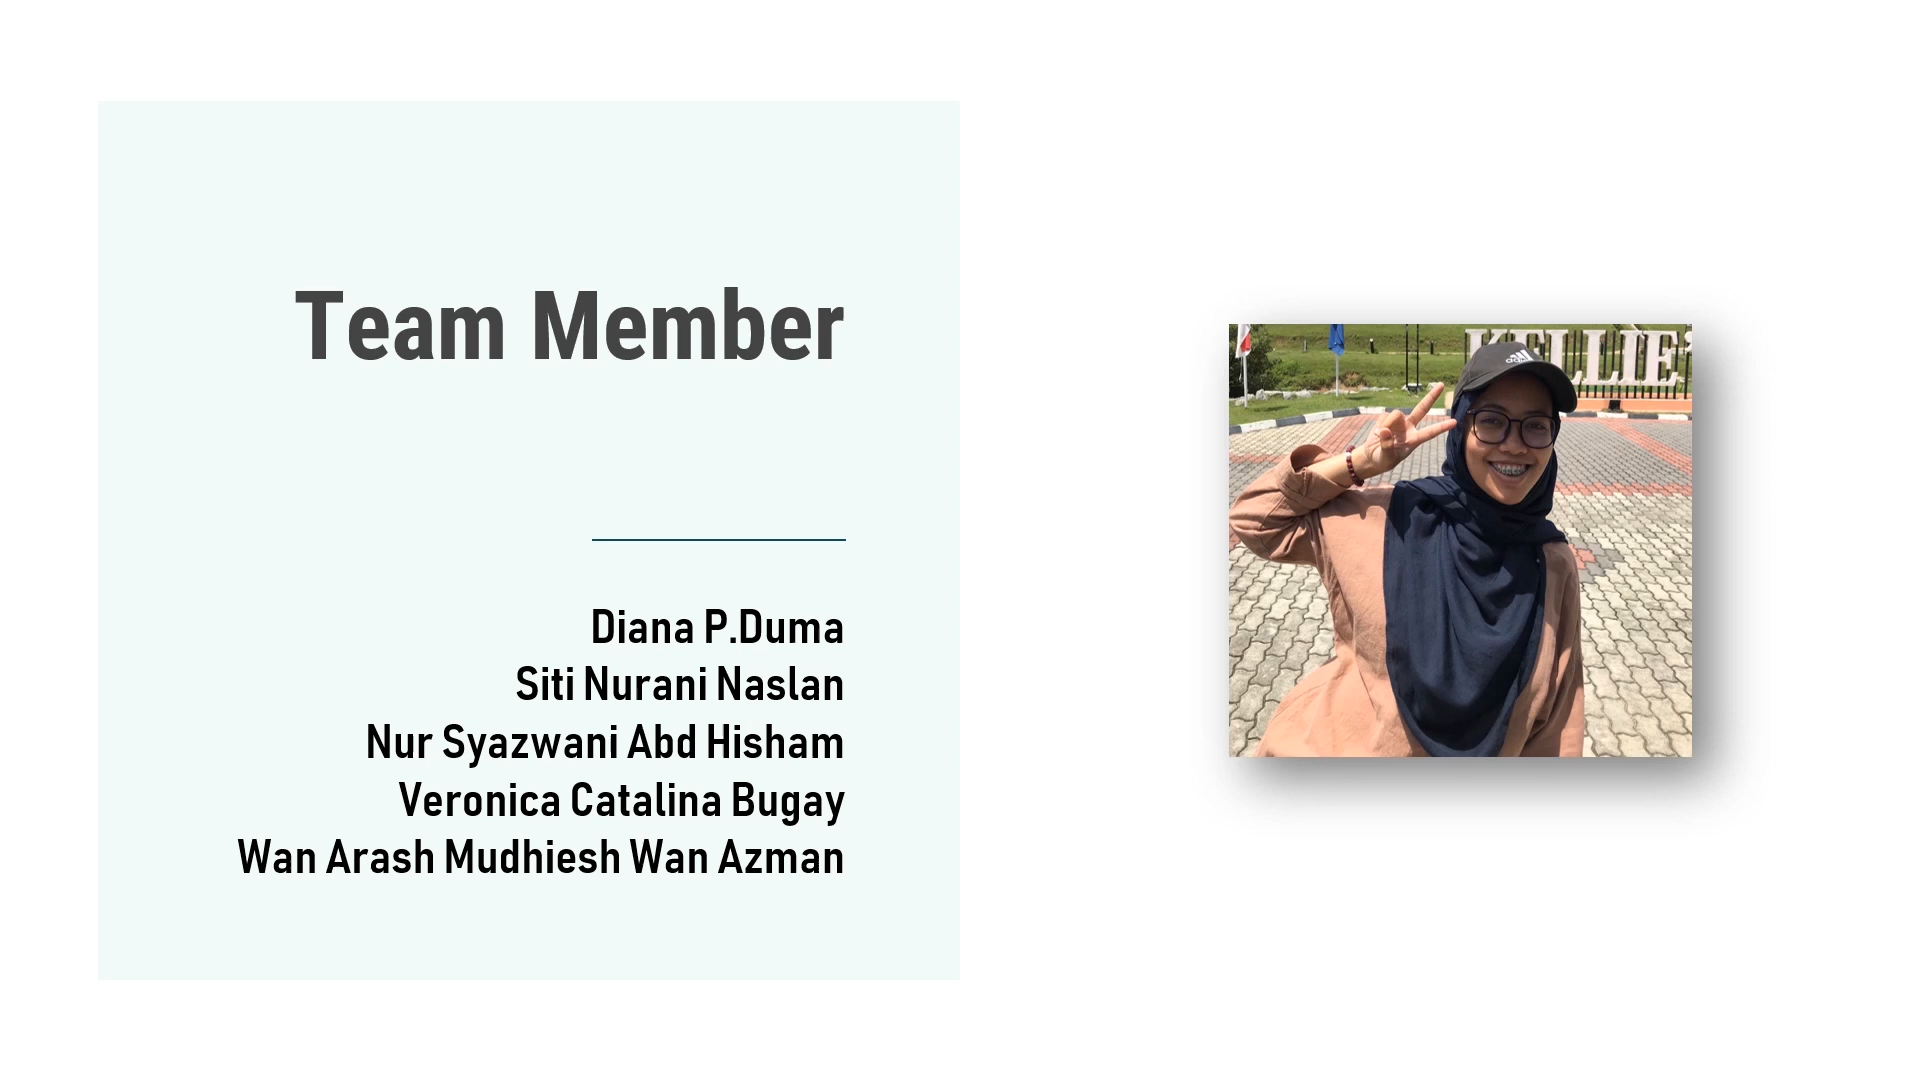 Team Member
Diana P.Duma
Siti Nurani Naslan
Nur Syazwani Abd Hisham
Veronica Catalina Bugay
Wan Arash Mudhiesh Wan Azman
adidas